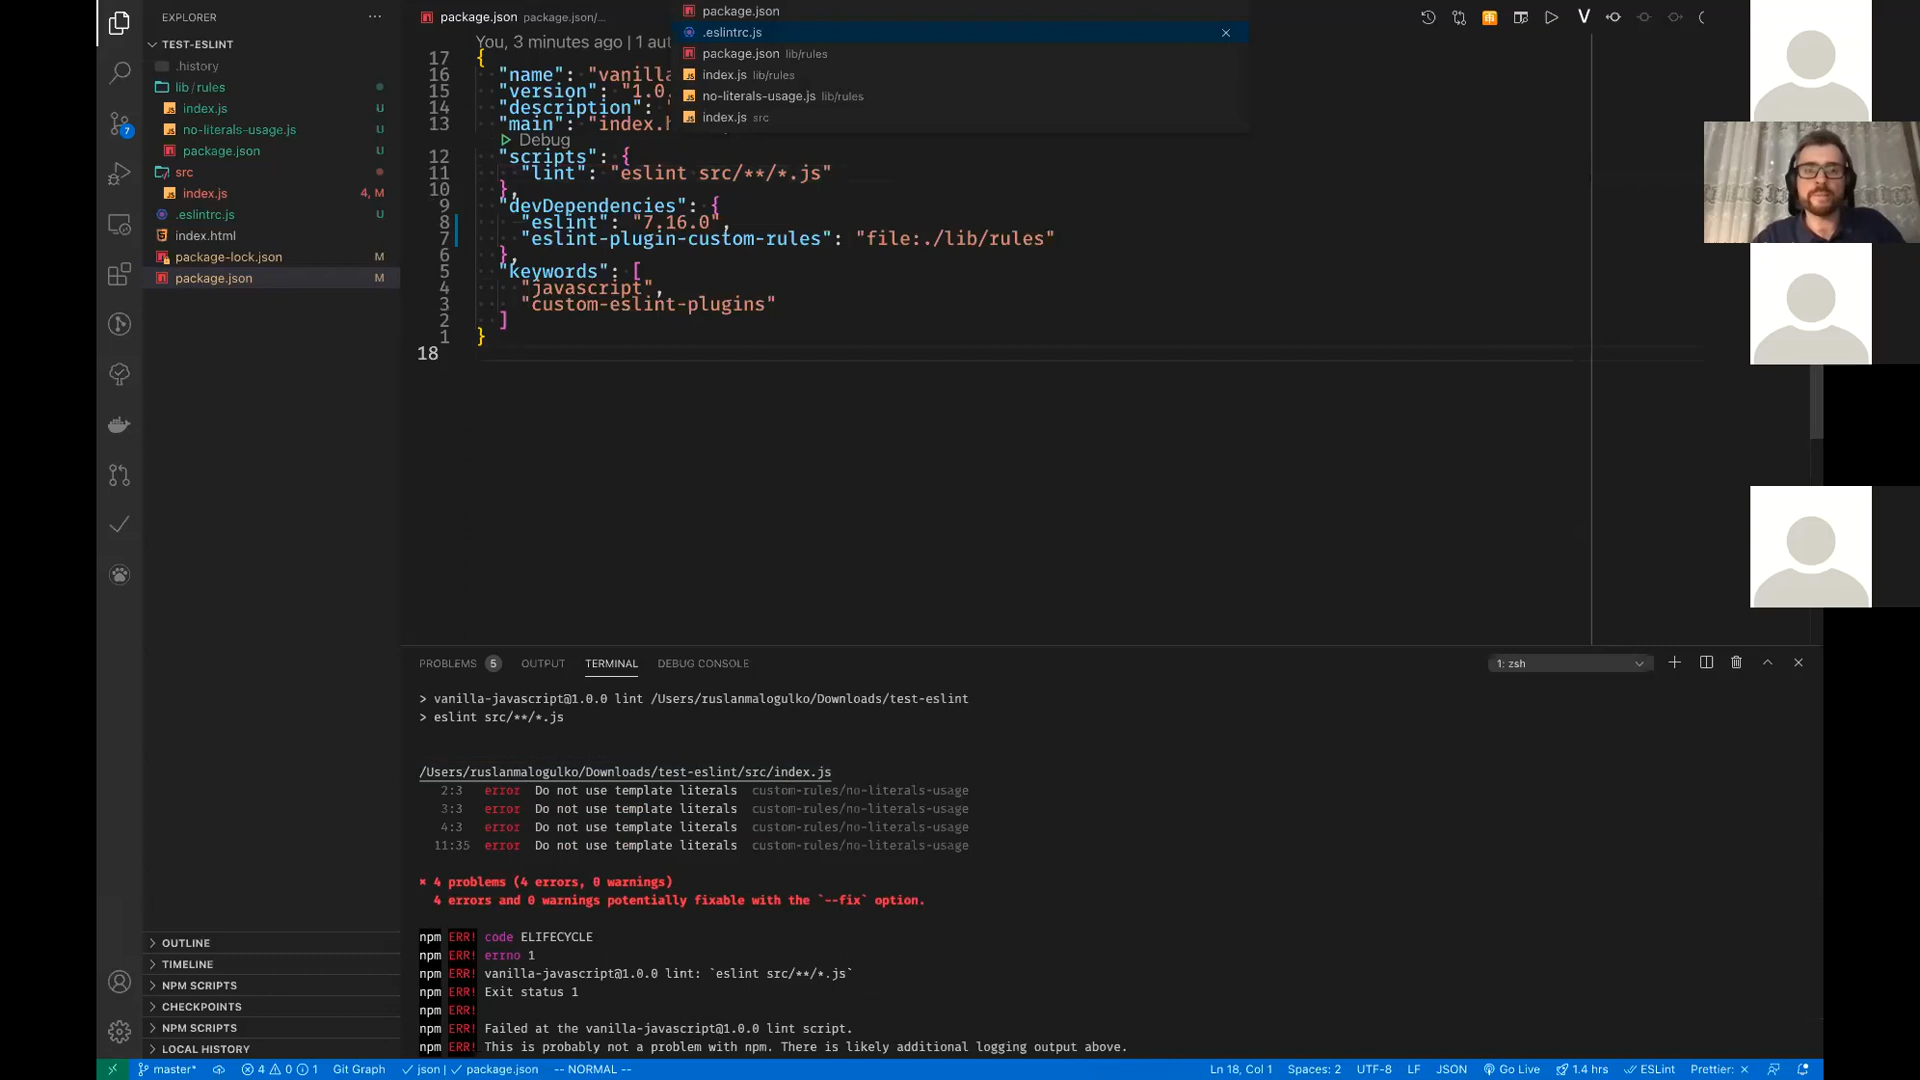 EXPLORER
TEST-ESLINT
.history
lib / rules
index.js U
no-literals-usage.js U
package.json U
src
index.js 4, M
.eslintrc.js U
index.html
package-lock.json M
package.json M
OUTLINE
TIMELINE
NPM SCRIPTS
CHECKPOINTS
NPM SCRIPTS
LOCAL HISTORY
7
package.json package.json/...
package.json
.eslintrc.js
package.json lib/rules
index.js lib/rules
no-literals-usage.js lib/rules
index.js src
You, 3 minutes ago | 1 aut
17 {
16 "name": "vanilla
15 "version": "1.0.
14 "description": "
13 "main": "index.h
Debug
12 "scripts": {
11 "lint": "eslint src/**/*.js"
10 },
9 "devDependencies": {
8 "eslint": "7.16.0",
7 "eslint-plugin-custom-rules": "file:./lib/rules"
6 },
5 "keywords": [
4 "javascript",
3 "custom-eslint-plugins"
2 ]
1 }
18
PROBLEMS 5 OUTPUT TERMINAL DEBUG CONSOLE 1: zsh
> vanilla-javascript@1.0.0 lint /Users/ruslanmalogulko/Downloads/test-eslint
> eslint src/**/*.js
/Users/ruslanmalogulko/Downloads/test-eslint/src/index.js
2:3 error Do not use template literals custom-rules/no-literals-usage
3:3 error Do not use template literals custom-rules/no-literals-usage
4:3 error Do not use template literals custom-rules/no-literals-usage
11:35 error Do not use template literals custom-rules/no-literals-usage
✖ 4 problems (4 errors, 0 warnings)
4 errors and 0 warnings potentially fixable with the `--fix` option.
npm ERR! code ELIFECYCLE
npm ERR! errno 1
npm ERR! vanilla-javascript@1.0.0 lint: `eslint src/**/*.js`
npm ERR! Exit status 1
npm ERR!
npm ERR! Failed at the vanilla-javascript@1.0.0 lint script.
npm ERR! This is probably not a problem with npm. There is likely additional logging output above.
master* 4 0 1 Git Graph json | package.json -- NORMAL -- Ln 18, Col 1 Spaces: 2 UTF-8 LF JSON Go Live 1.4 hrs ESLint Prettier: ×